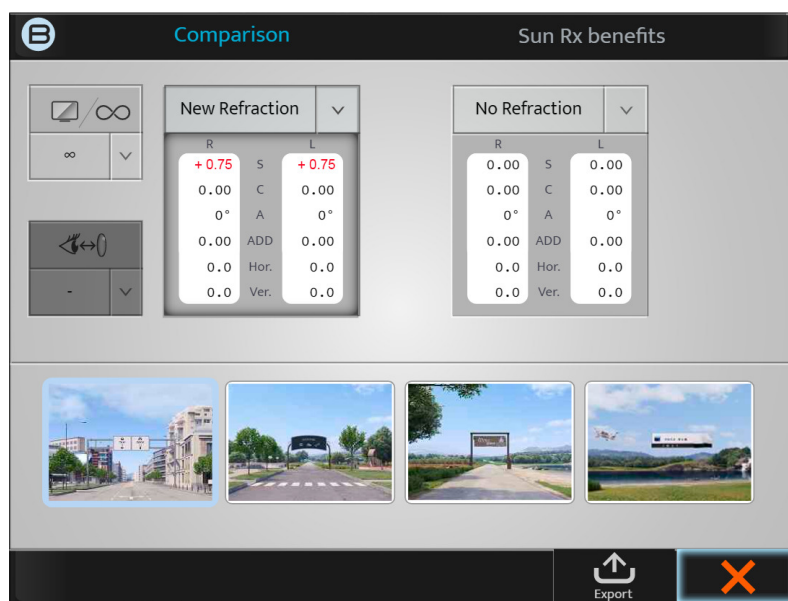 B Comparison Sun Rx benefits
∞
∞
-
New Refraction
R L
+ 0.75 S + 0.75
0.00 C 0.00
0° A 0°
0.00 ADD 0.00
0.0 Hor. 0.0
0.0 Ver. 0.0
No Refraction
R L
0.00 S 0.00
0.00 C 0.00
0° A 0°
0.00 ADD 0.00
0.0 Hor. 0.0
0.0 Ver. 0.0
Export